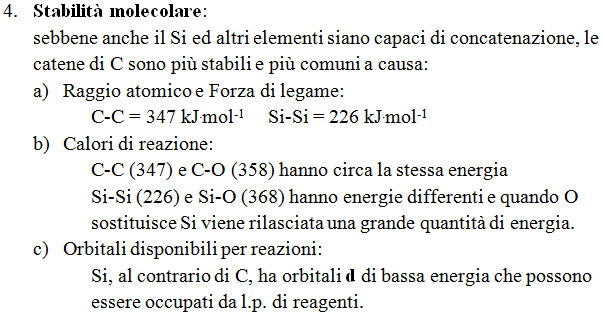 4. Stabilità molecolare:
sebbene anche il Si ed altri elementi siano capaci di concatenazione, le
catene di C sono più stabili e più comuni a causa:
a) Raggio atomico e Forza di legame:
C-C = 347 kJ·mol⁻¹ Si-Si = 226 kJ·mol⁻¹
b) Calori di reazione:
C-C (347) e C-O (358) hanno circa la stessa energia
Si-Si (226) e Si-O (368) hanno energie differenti e quando O
sostituisce Si viene rilasciata una grande quantità di energia.
c) Orbitali disponibili per reazioni:
Si, al contrario di C, ha orbitali d di bassa energia che possono
essere occupati da l.p. di reagenti.